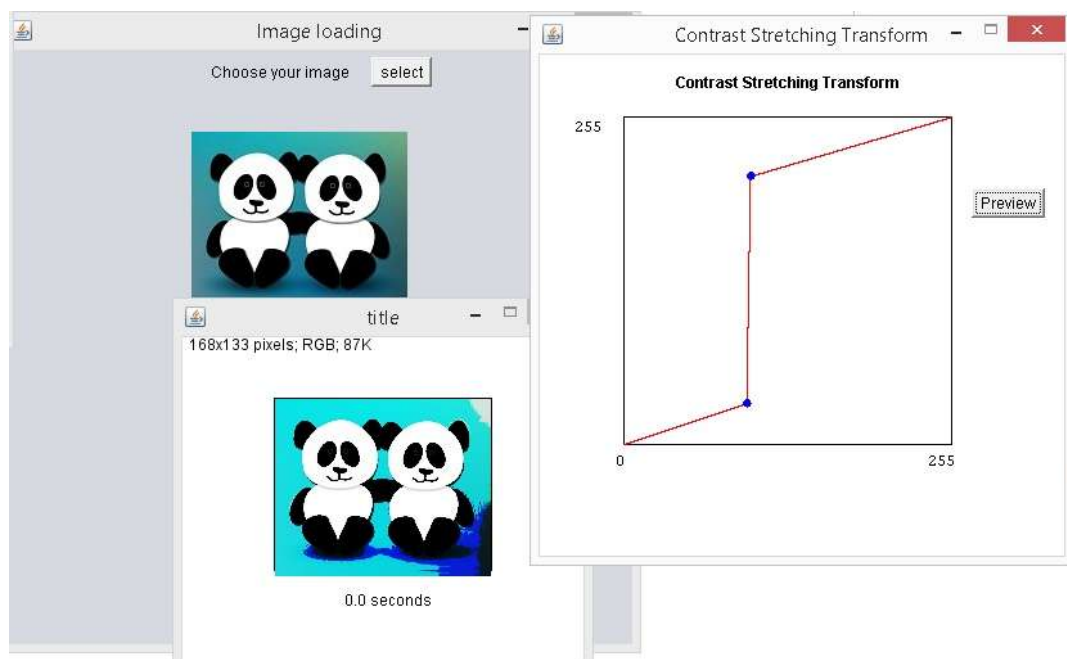 Image loading
Choose your image select
title
168x133 pixels; RGB; 87K
0.0 seconds
Contrast Stretching Transform
Contrast Stretching Transform
255
Preview
0 255